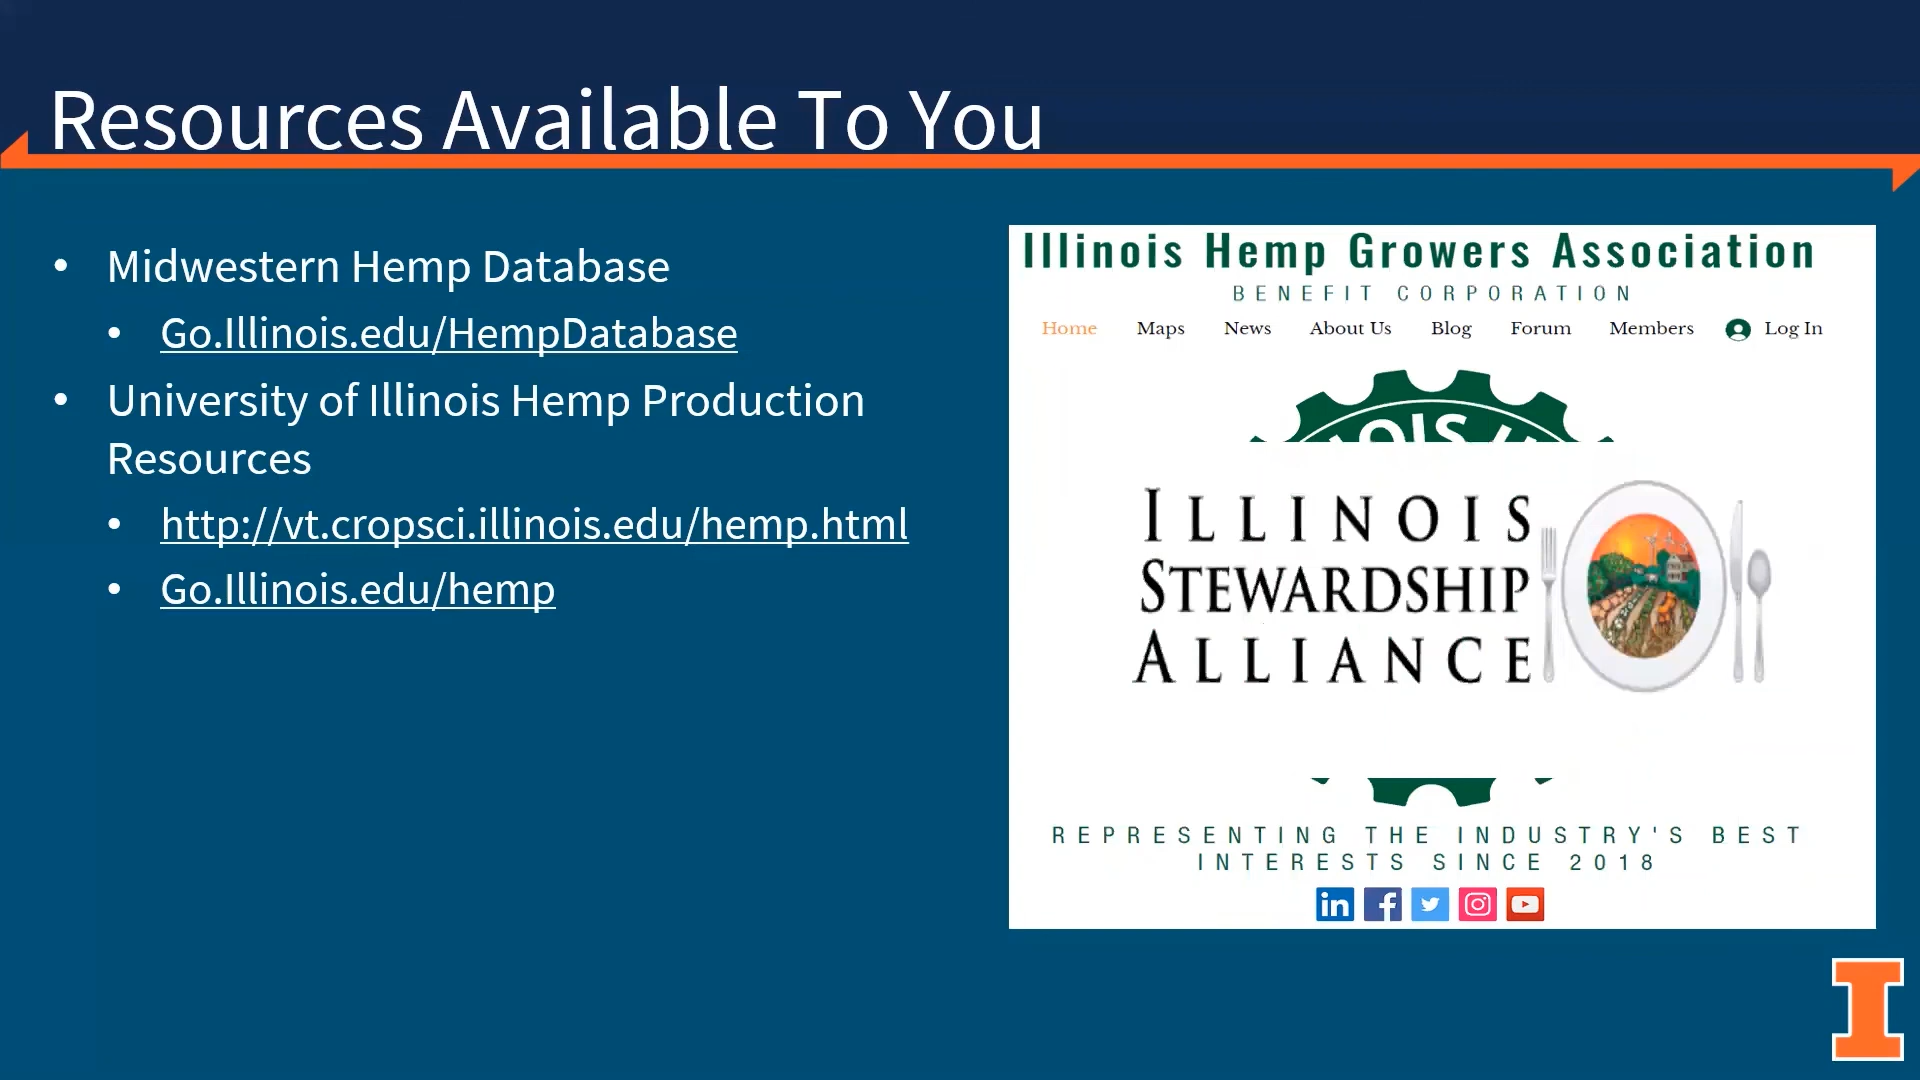 Resources Available To You
• Midwestern Hemp Database
• Go.Illinois.edu/HempDatabase
• University of Illinois Hemp Production
Resources
• http://vt.cropsci.illinois.edu/hemp.html
• Go.Illinois.edu/hemp
Illinois Hemp Growers Association
BENEFIT CORPORATION
Home Maps News About Us Blog Forum Members Log In
ILLINOIS
STEWARDSHIP
ALLIANCE
REPRESENTING THE INDUSTRY'S BEST
INTERESTS SINCE 2018
in f
I